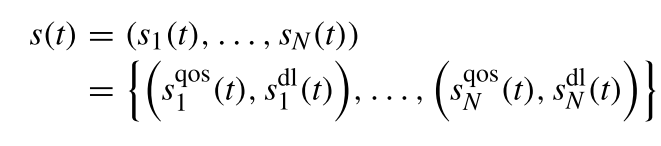 s(t) = (s_1(t), . . . , s_N(t))
= {(s_1^{qos}(t), s_1^{dl}(t)), . . . , (s_N^{qos}(t), s_N^{dl}(t))}